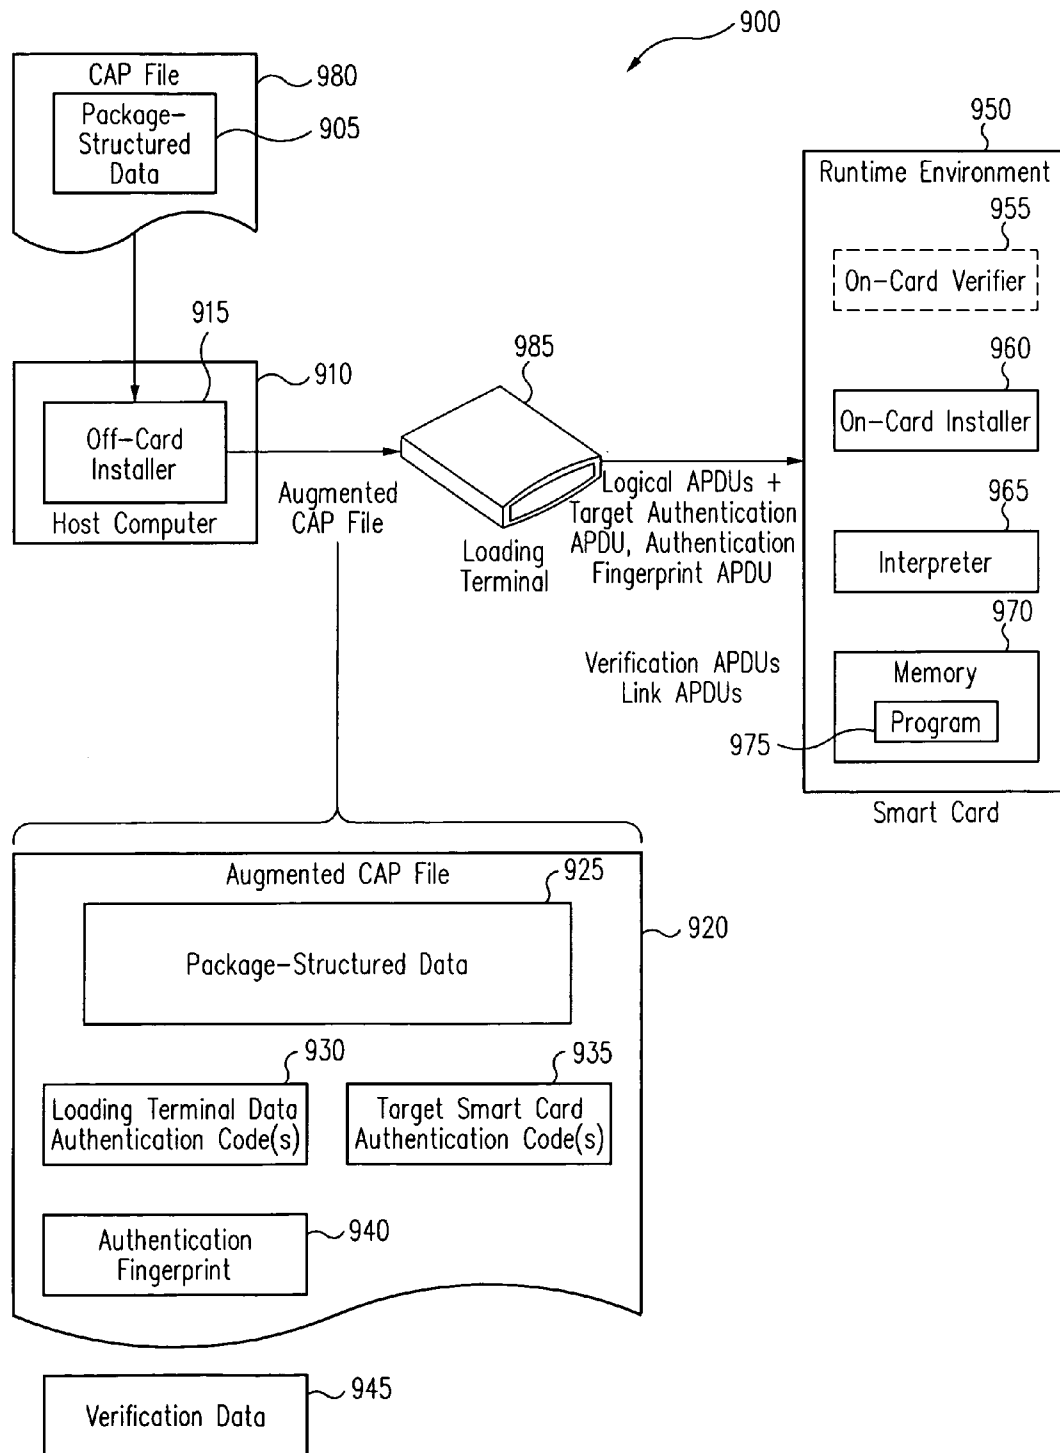 900
CAP File
980
Package-
Structured
Data
905
950
Runtime Environment
955
On-Card Verifier
915
985
910
960
Off-Card
Installer
On-Card Installer
Host Computer
Augmented
CAP File
Loading
Terminal
Logical APDUs +
Target Authentication
APDU, Authentication
Fingerprint APDU
965
Interpreter
970
Verification APDUs
Link APDUs
Memory
Program
975
Smart Card
Augmented CAP File
925
920
Package-Structured Data
930
935
Loading Terminal Data
Authentication Code(s)
Target Smart Card
Authentication Code(s)
940
Authentication
Fingerprint
945
Verification Data